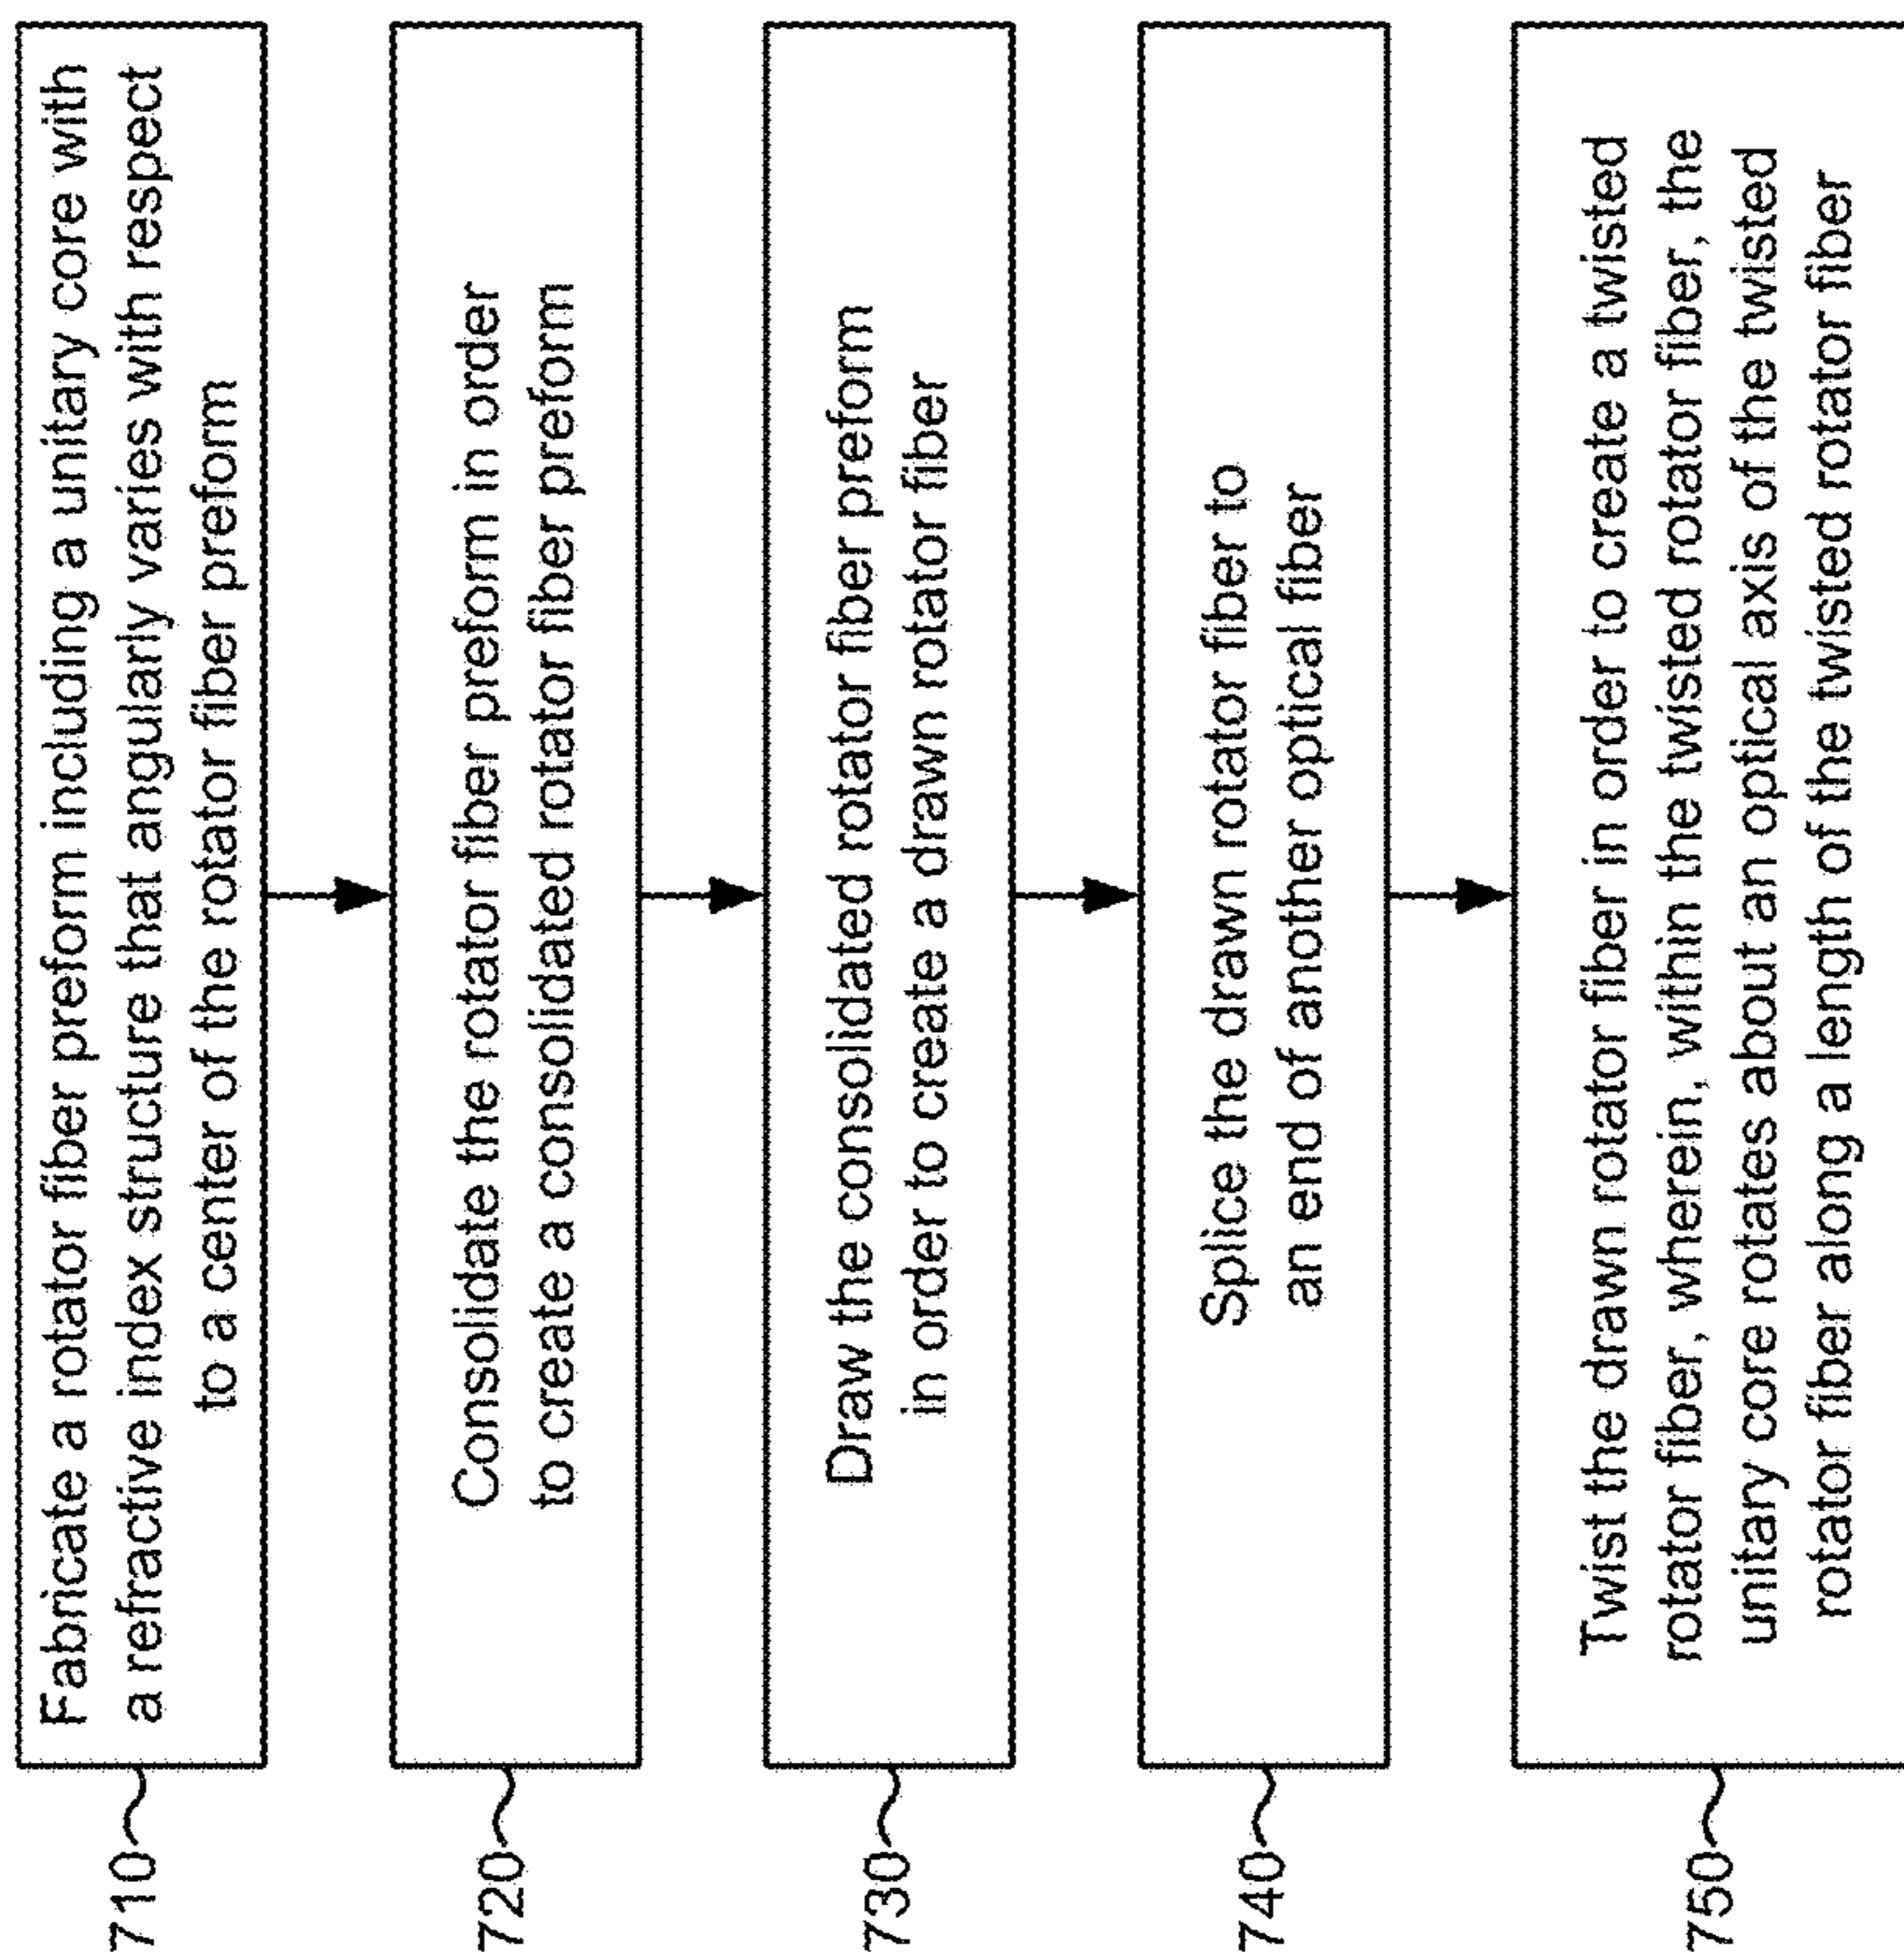 710
Fabricate a rotator fiber preform including a unitary core with
a refractive index structure that angularly varies with respect
to a center of the rotator fiber preform
720
Consolidate the rotator fiber preform in order
to create a consolidated rotator fiber preform
730
Draw the consolidated rotator fiber preform
in order to create a drawn rotator fiber
740
Splice the drawn rotator fiber to
an end of another optical fiber
750
Twist the drawn rotator fiber in order to create a twisted
rotator fiber, wherein, within the twisted rotator fiber, the
unitary core rotates about an optical axis of the twisted
rotator fiber along a length of the twisted rotator fiber